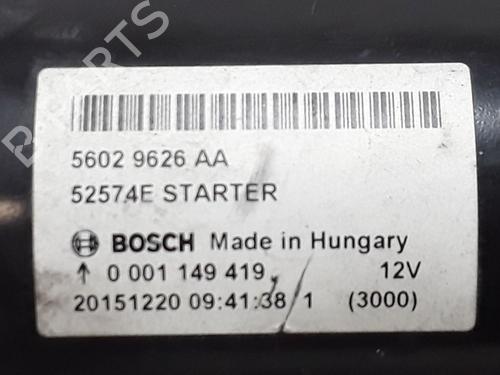 PARTS
5602 9626 AA
52574E STARTER
BOSCH Made in Hungary
↑ 0 001 149 419 12V
20151220 09:41:38 1 (3000)